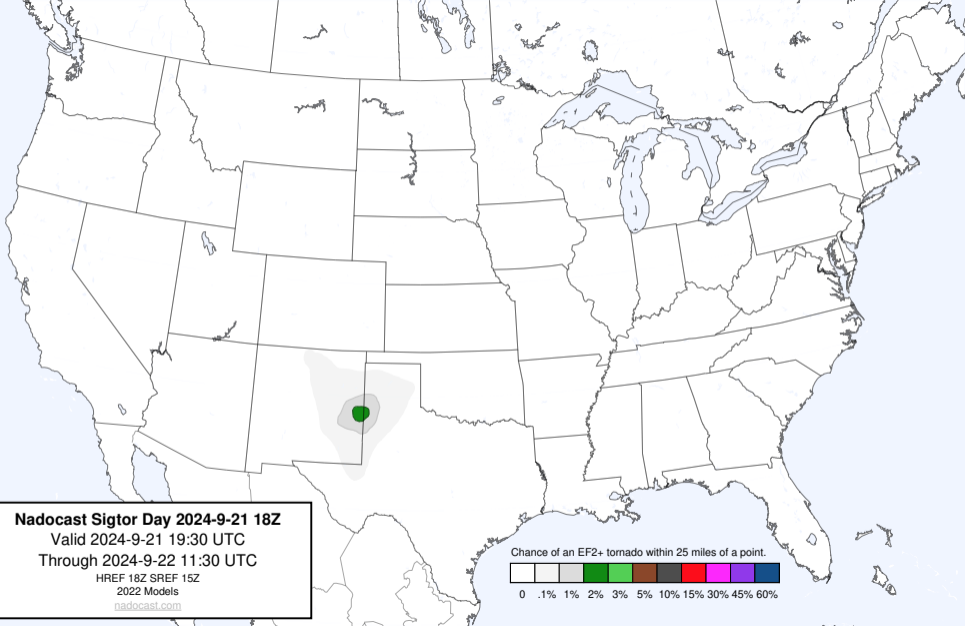 Nadocast Sigtor Day 2024-9-21 18Z
Valid 2024-9-21 19:30 UTC
Through 2024-9-22 11:30 UTC
HREF 18Z SREF 15Z
2022 Models
nadocast.com
Chance of an EF2+ tornado within 25 miles of a point.
0 .1% 1% 2% 3% 5% 10% 15% 30% 45% 60%